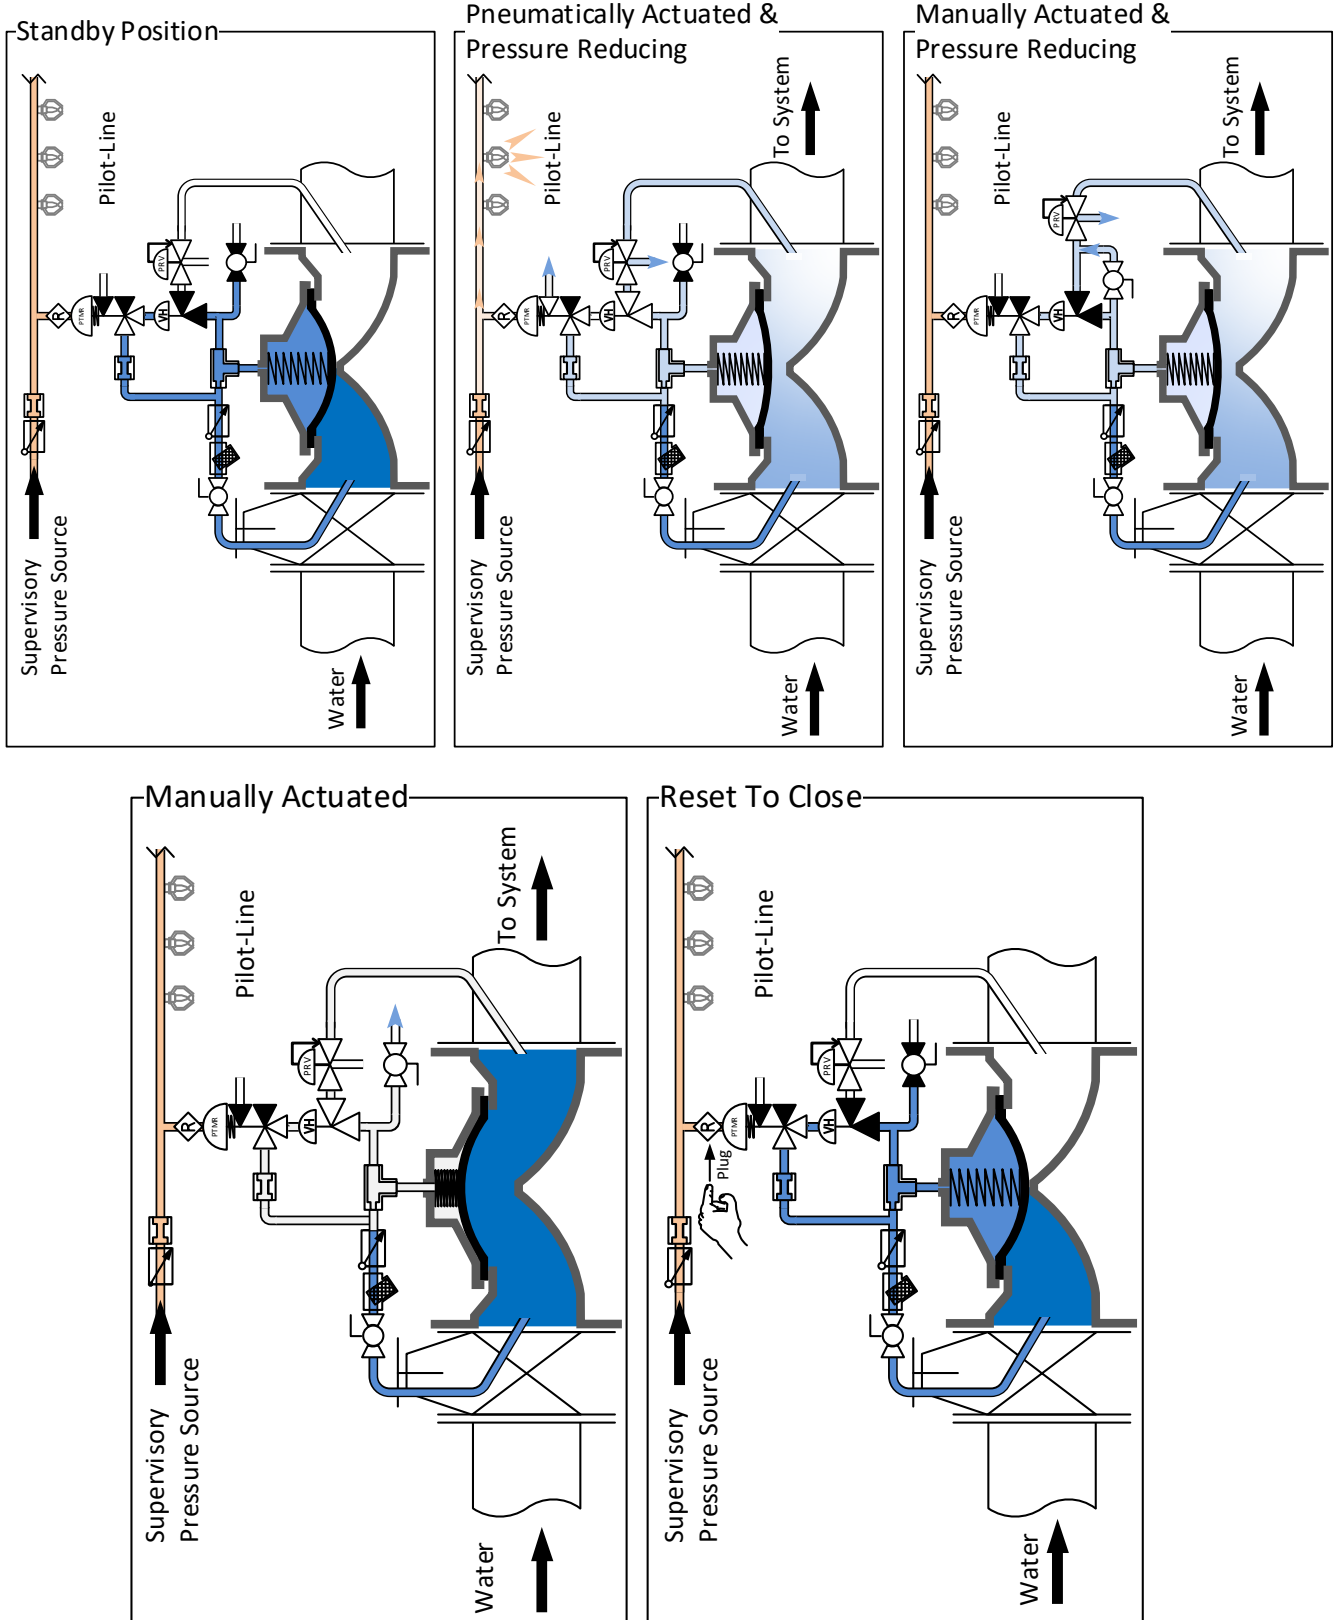 Standby Position
Pilot-Line
PRV
R
PTMR
VH
Supervisory
Pressure Source
Water
Pneumatically Actuated &
Pressure Reducing
To System
Pilot-Line
PRV
R
PTMR
VH
Supervisory
Pressure Source
Water
Manually Actuated &
Pressure Reducing
To System
Pilot-Line
PRV
R
PTMR
VH
Supervisory
Pressure Source
Water
Manually Actuated
To System
Pilot-Line
PRV
R
PTMR
VH
Supervisory
Pressure Source
Water
Reset To Close
Pilot-Line
PRV
R
PTMR
VH
Plug
Supervisory
Pressure Source
Water